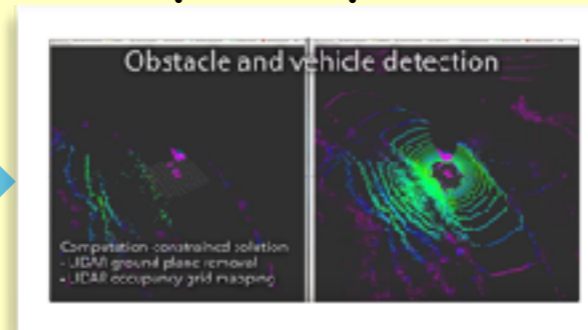 Obstacle and vehicle detection
Computation-constrained solution
- LIDAR ground plane removal
- LIDAR occupancy grid mapping